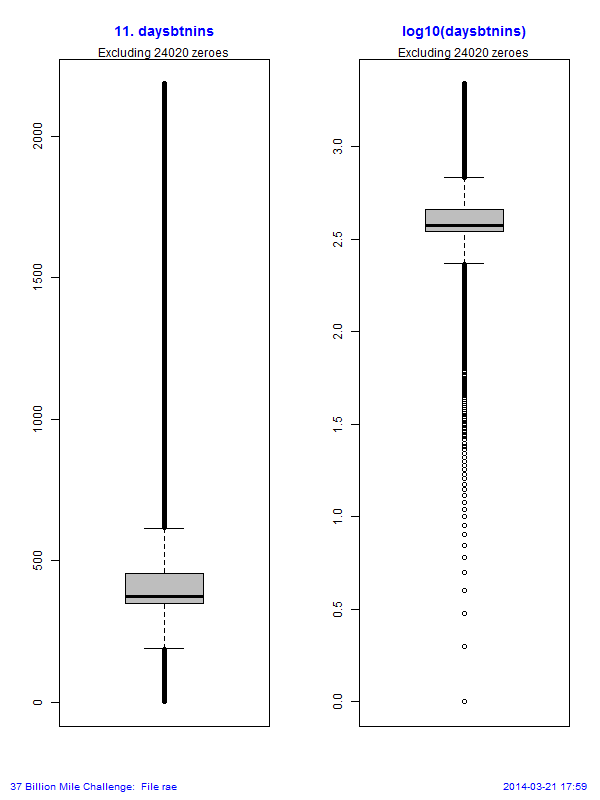 11. daysbtnins
Excluding 24020 zeroes
2000
1500
1000
500
0
log10(daysbtnins)
Excluding 24020 zeroes
3.0
2.5
2.0
1.5
1.0
0.5
0.0
37 Billion Mile Challenge: File rae
2014-03-21 17:59